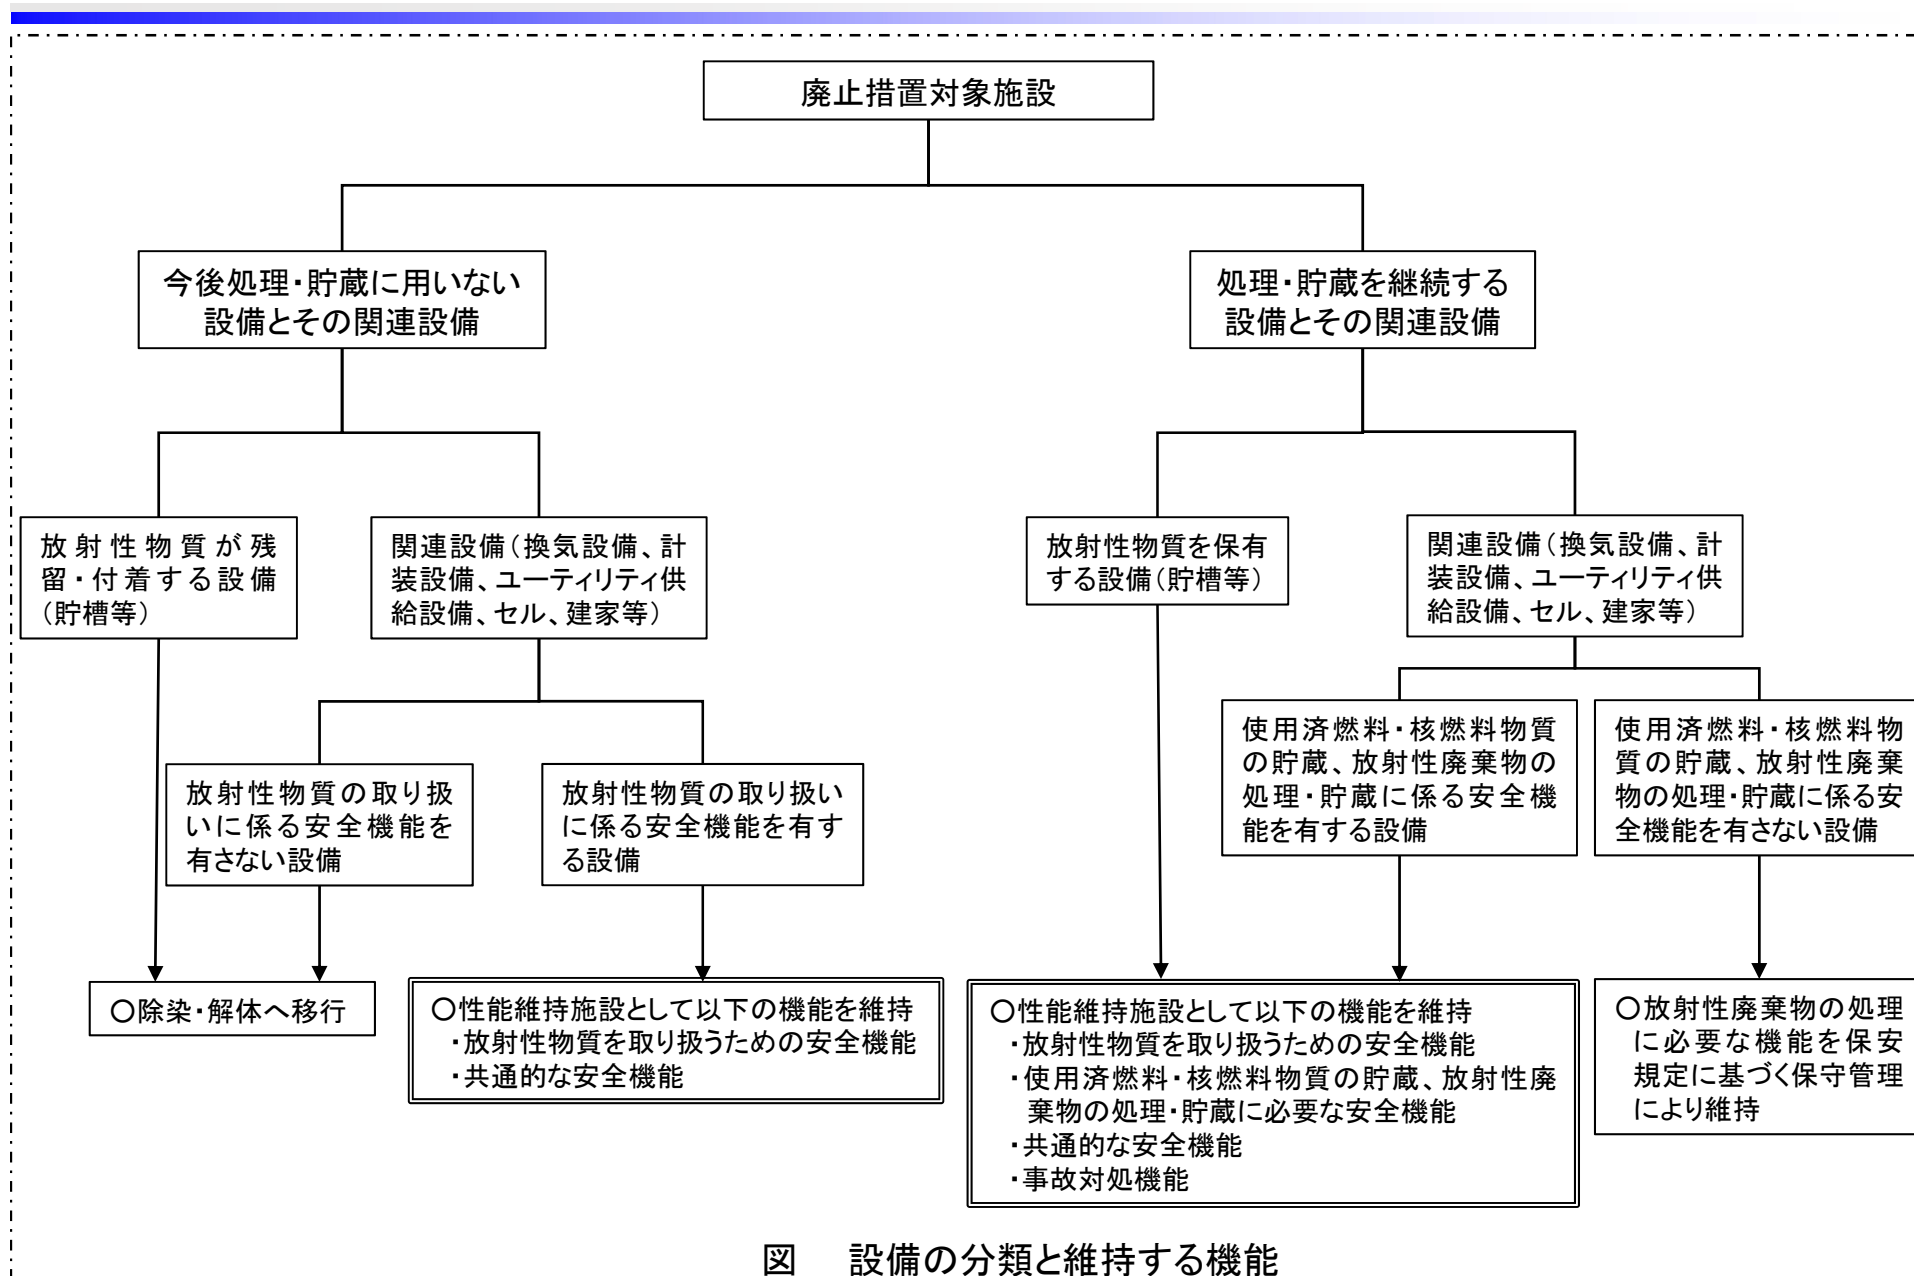 廃止措置対象施設
今後処理・貯蔵に用いない
設備とその関連設備
処理・貯蔵を継続する
設備とその関連設備
放射性物質が残
留・付着する設備
（貯槽等）
関連設備（換気設備、計
装設備、ユーティリティ供
給設備、セル、建家等）
放射性物質を保有
する設備（貯槽等）
関連設備（換気設備、計
装設備、ユーティリティ供
給設備、セル、建家等）
放射性物質の取り扱
いに係る安全機能を
有さない設備
放射性物質の取り扱い
に係る安全機能を有す
る設備
使用済燃料・核燃料物質
の貯蔵、放射性廃棄物の
処理・貯蔵に係る安全機
能を有する設備
使用済燃料・核燃料物
質の貯蔵、放射性廃棄
物の処理・貯蔵に係る安
全機能を有さない設備
○除染・解体へ移行
○性能維持施設として以下の機能を維持
・放射性物質を取り扱うための安全機能
・共通的な安全機能
○性能維持施設として以下の機能を維持
・放射性物質を取り扱うための安全機能
・使用済燃料・核燃料物質の貯蔵、放射性廃
棄物の処理・貯蔵に必要な安全機能
・共通的な安全機能
・事故対処機能
○放射性廃棄物の処理
に必要な機能を保安
規定に基づく保守管理
により維持
図　設備の分類と維持する機能